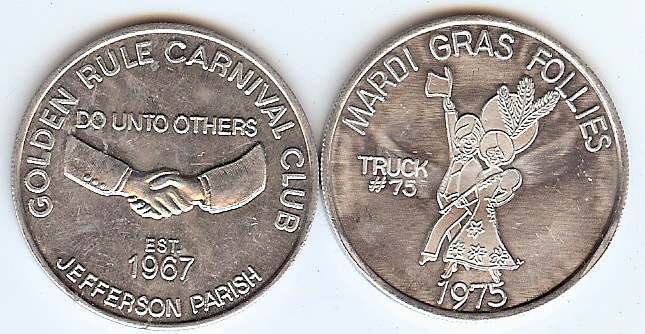 GOLDEN RULE CARNIVAL CLUB
DO UNTO OTHERS
EST.
1967
JEFFERSON PARISH
MARDI GRAS FOLLIES
TRUCK
#75
1975